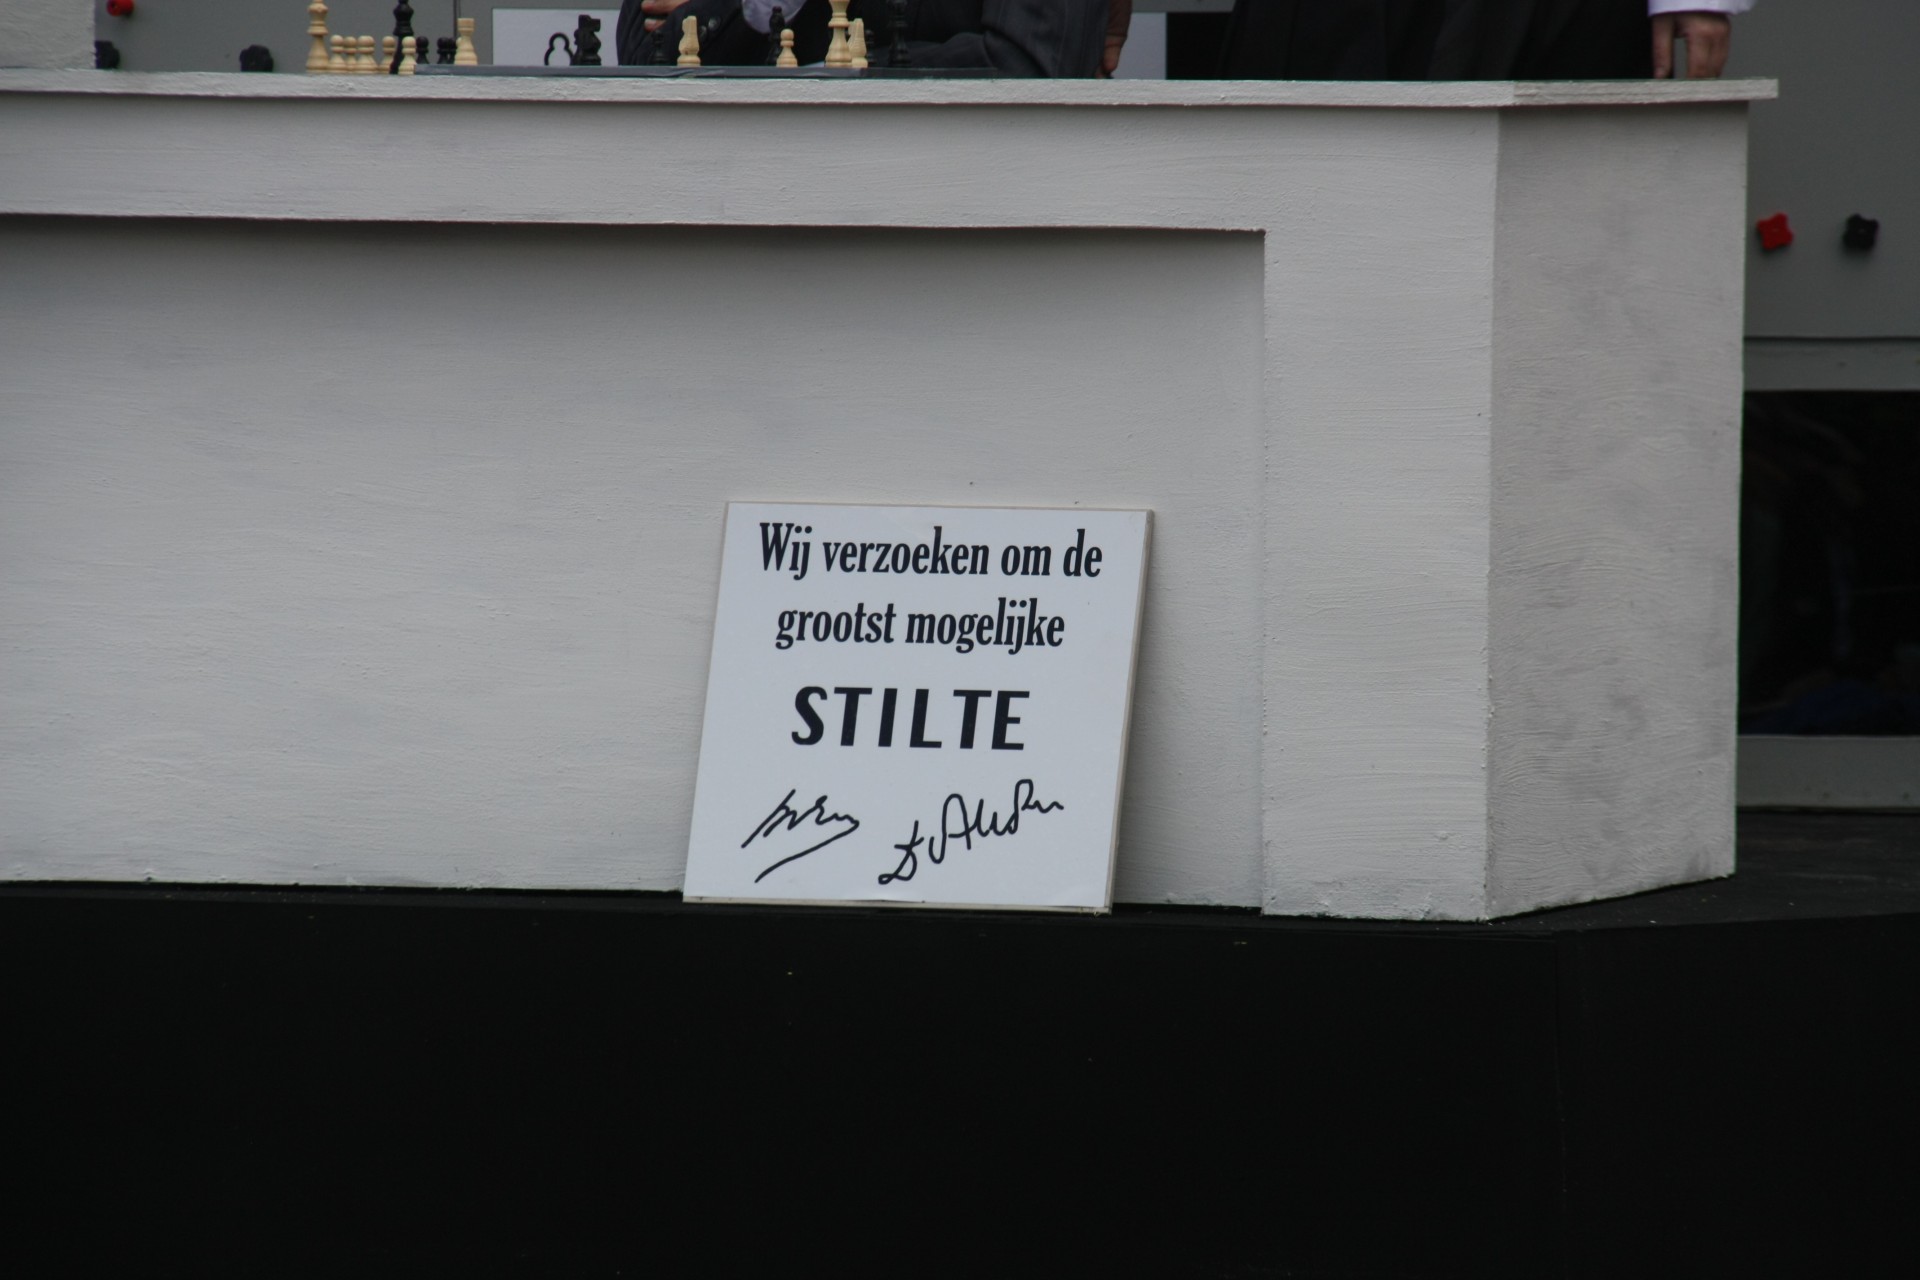 Wij verzoeken om de
grootst mogelijke
STILTE